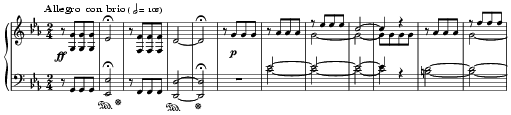 Allegro con brio (𝅗𝅥 = 108)
ff
p